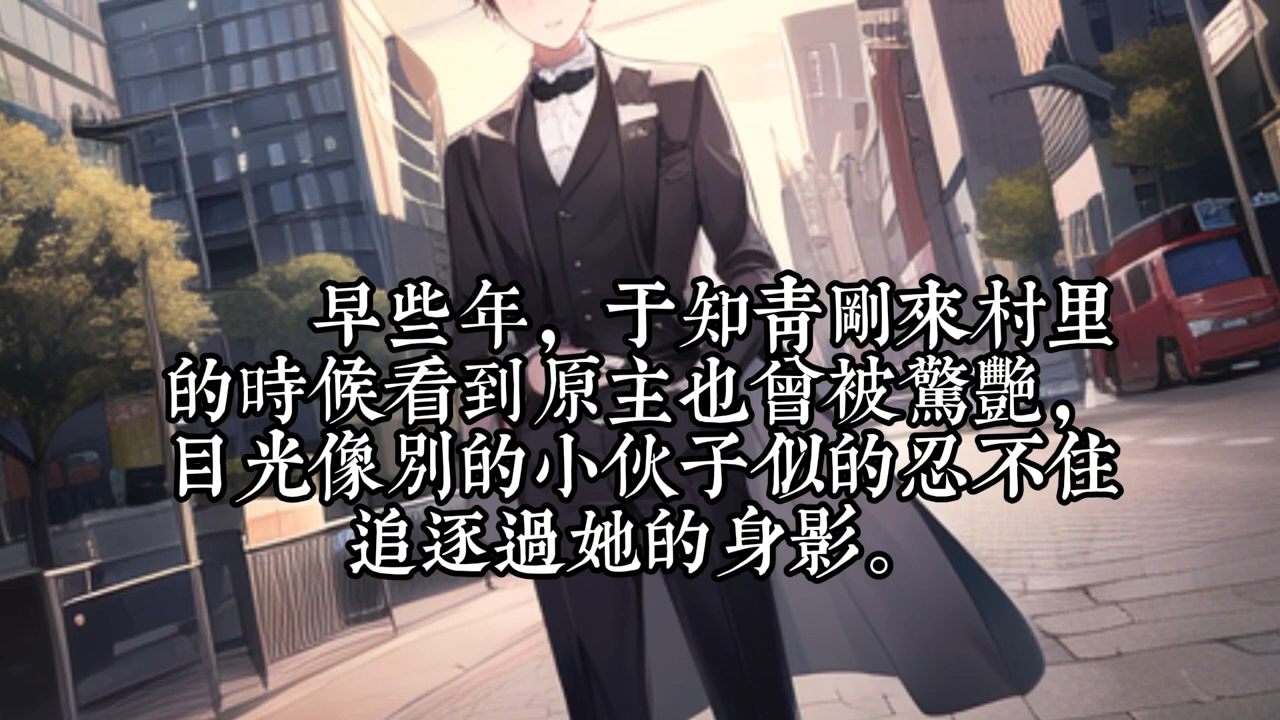 早些年，于知青剛來村里
的時候看到原主也曾被驚艷，
目光像別的小伙子似的忍不住
追逐過她的身影。